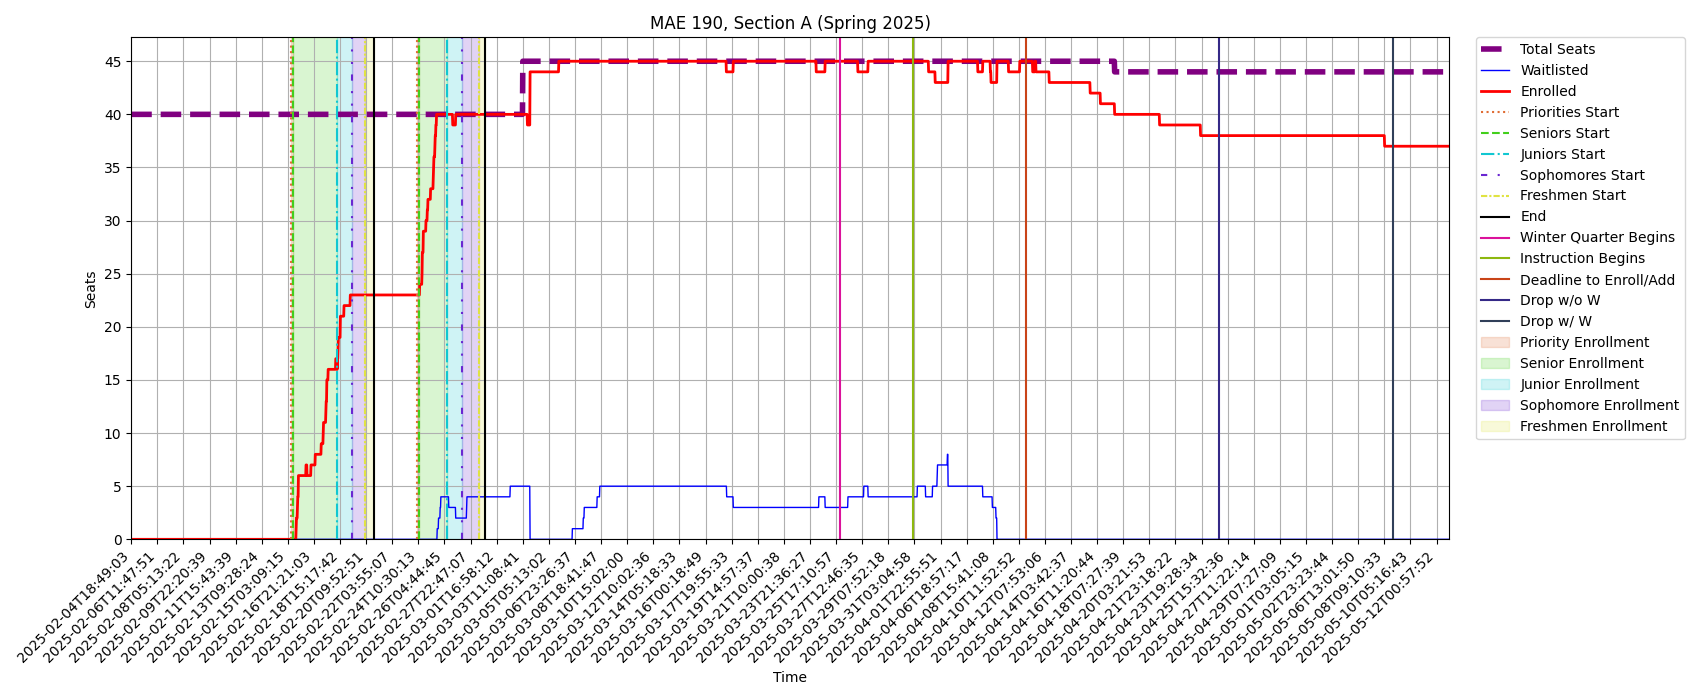 MAE 190, Section A (Spring 2025)
Seats
45
40
35
30
25
20
15
10
5
0
2025-02-04T18:49:03
2025-02-06T11:47:51
2025-02-08T05:13:22
2025-02-09T22:20:39
2025-02-11T15:43:39
2025-02-13T09:28:24
2025-02-15T03:09:15
2025-02-16T21:21:03
2025-02-18T15:17:42
2025-02-20T09:52:51
2025-02-22T03:55:07
2025-02-24T10:30:13
2025-02-26T04:44:45
2025-02-27T22:47:07
2025-03-01T16:58:12
2025-03-03T11:08:41
2025-03-05T05:13:02
2025-03-06T23:26:37
2025-03-08T18:41:47
2025-03-10T15:02:00
2025-03-12T10:02:36
2025-03-14T05:18:33
2025-03-16T00:18:49
2025-03-17T19:55:33
2025-03-19T14:57:37
2025-03-21T10:00:38
2025-03-23T21:36:27
2025-03-25T17:10:57
2025-03-27T12:46:35
2025-03-29T07:52:18
2025-03-31T03:04:58
2025-04-01T22:55:51
2025-04-06T18:57:17
2025-04-08T15:41:08
2025-04-10T11:52:52
2025-04-12T07:53:06
2025-04-14T03:42:37
2025-04-16T11:20:44
2025-04-18T07:27:39
2025-04-20T03:21:53
2025-04-21T23:18:22
2025-04-23T19:28:34
2025-04-25T15:32:36
2025-04-27T11:22:14
2025-04-29T07:27:09
2025-05-01T03:05:15
2025-05-02T23:23:44
2025-05-06T13:01:50
2025-05-08T09:10:33
2025-05-10T05:16:43
2025-05-12T00:57:52
Time
Total Seats
Waitlisted
Enrolled
Priorities Start
Seniors Start
Juniors Start
Sophomores Start
Freshmen Start
End
Winter Quarter Begins
Instruction Begins
Deadline to Enroll/Add
Drop w/o W
Drop w/ W
Priority Enrollment
Senior Enrollment
Junior Enrollment
Sophomore Enrollment
Freshmen Enrollment